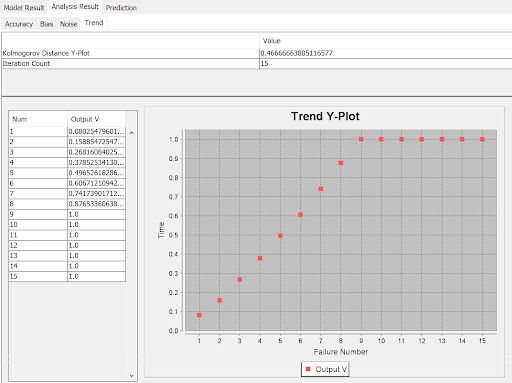 Model Result Analysis Result Prediction
Accuracy Bias Noise Trend
Value
Kolmogorov Distance Y-Plot 0.46666663885116577
Iteration Count 15
Num Output V
1 0.08025479601...
2 0.15885472547...
3 0.26816084025...
4 0.37852534130...
5 0.49652618286...
6 0.60671210942...
7 0.74173901712...
8 0.87653360638...
9 1.0
10 1.0
11 1.0
12 1.0
13 1.0
14 1.0
15 1.0
Trend Y-Plot
1.0
0.9
0.8
0.7
0.6
0.5
0.4
0.3
0.2
0.1
0.0
Time
1 2 3 4 5 6 7 8 9 10 11 12 13 14 15
Failure Number
Output V